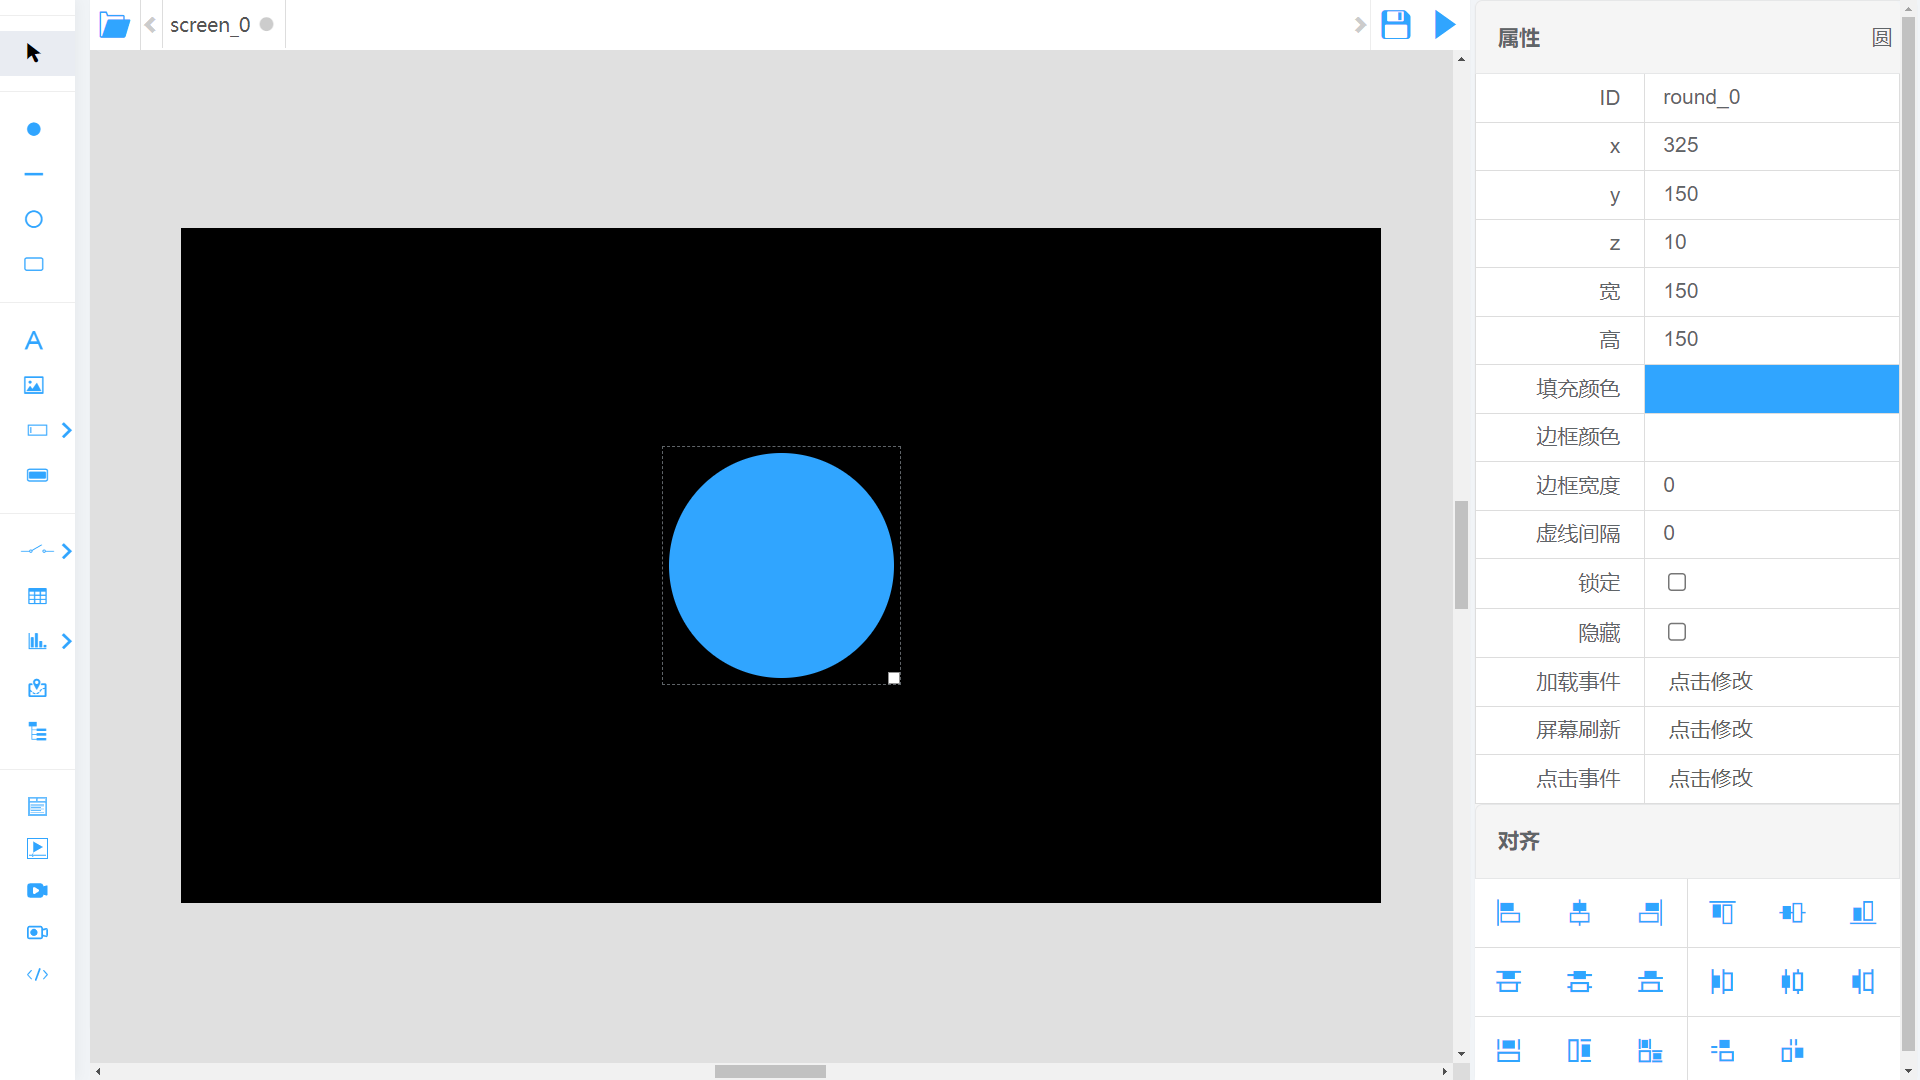 screen_0
属性 圆
ID round_0
x 325
y 150
z 10
宽 150
高 150
填充颜色
边框颜色
边框宽度 0
虚线间隔 0
锁定
隐藏
加载事件 点击修改
屏幕刷新 点击修改
点击事件 点击修改
对齐